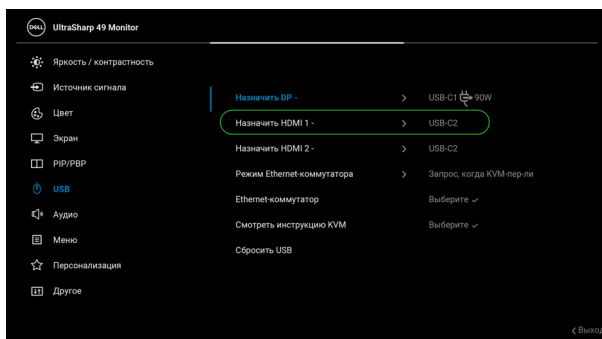 DELL UltraSharp 49 Monitor
Яркость / контрастность
Источник сигнала
Назначить DP - > USB-C1 90W
Цвет
Назначить HDMI 1 - > USB-C2
Экран
Назначить HDMI 2 - > USB-C2
PIP/PBP
Режим Ethernet-коммутатора > Запрос, когда KVM-пер-ли
USB
Ethernet-коммутатор Выберите ✓
Аудио
Смотреть инструкцию KVM Выберите ✓
Меню
Сбросить USB
Персонализация
Другое
< Выход